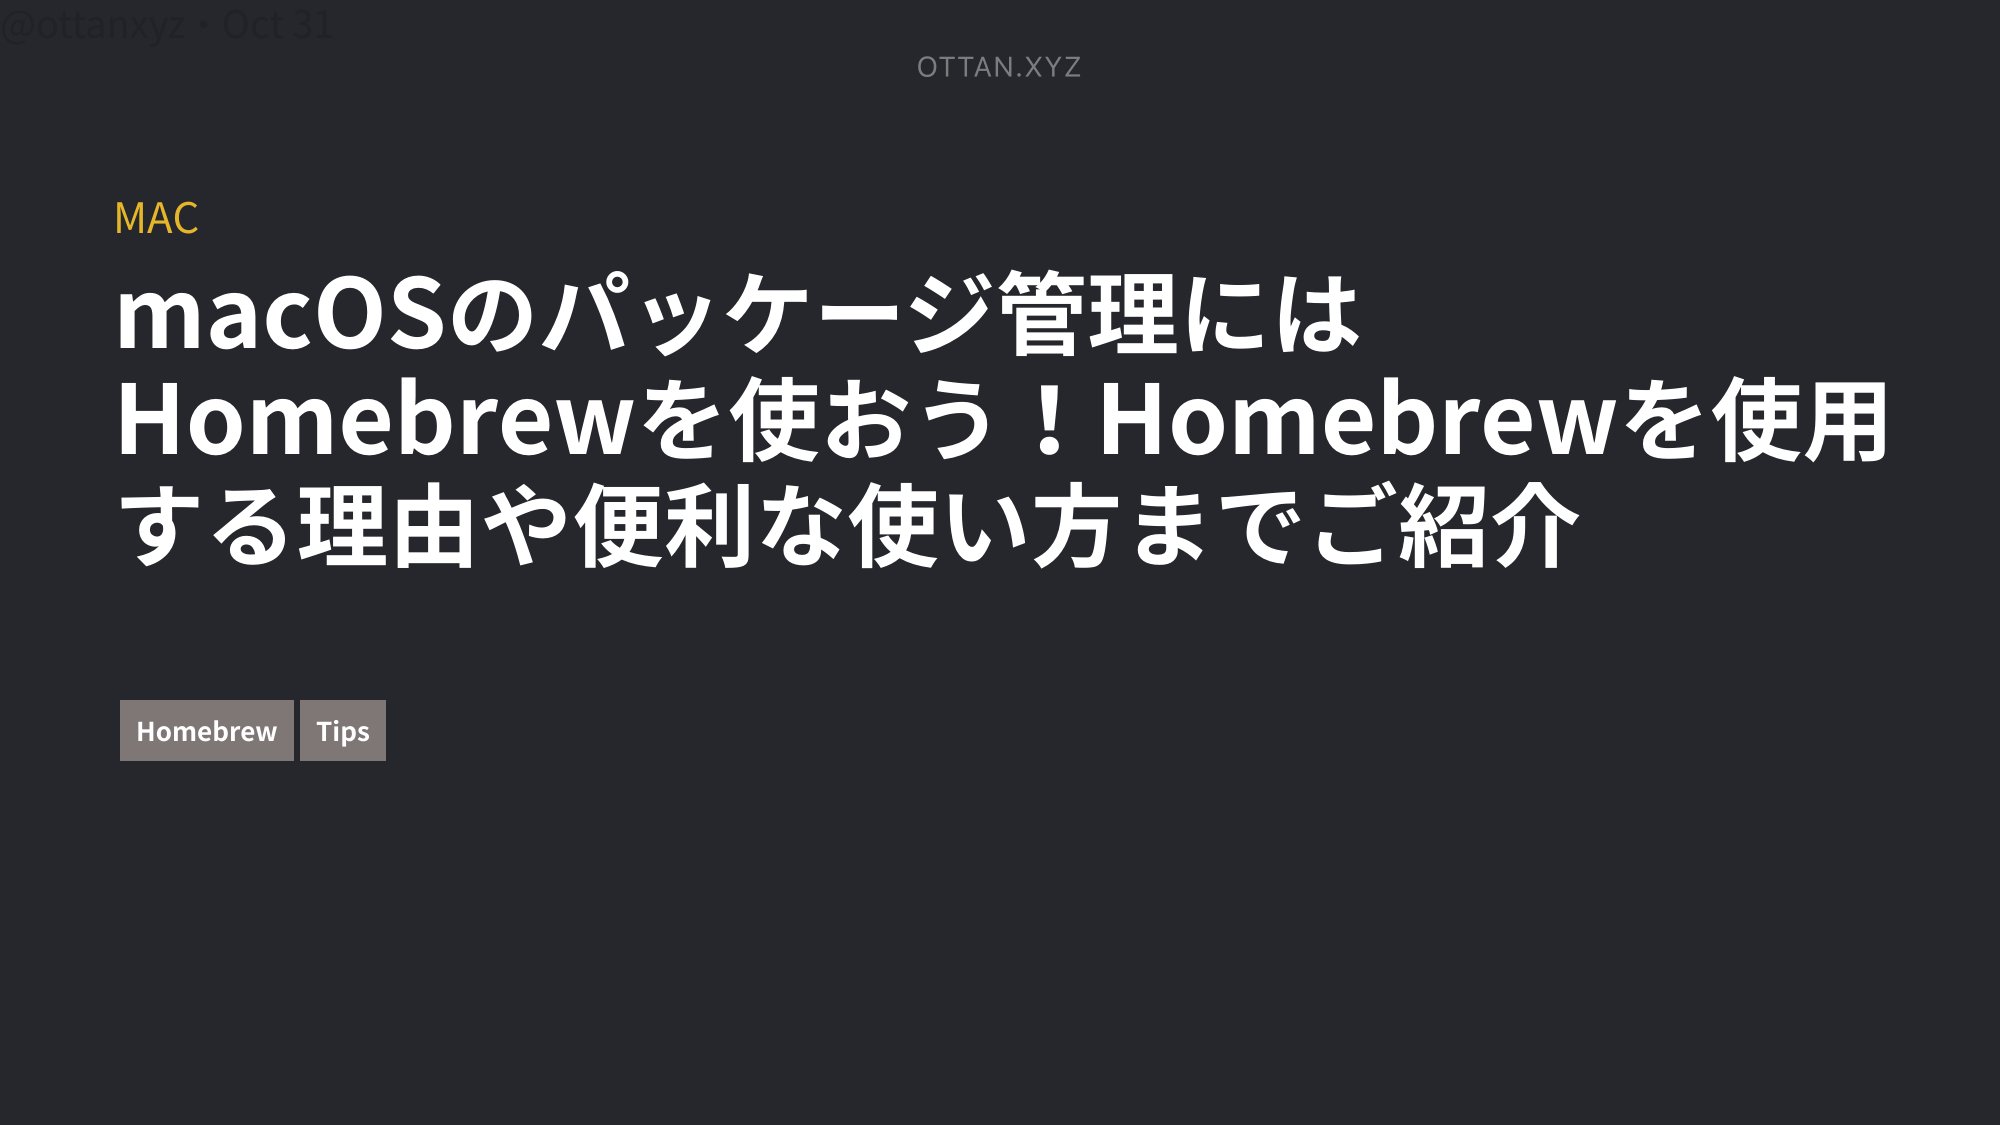 @ottanxyz・Oct 31
OTTAN.XYZ
MAC
macOSのパッケージ管理には
Homebrewを使おう！Homebrewを使用
する理由や便利な使い方までご紹介
Homebrew Tips